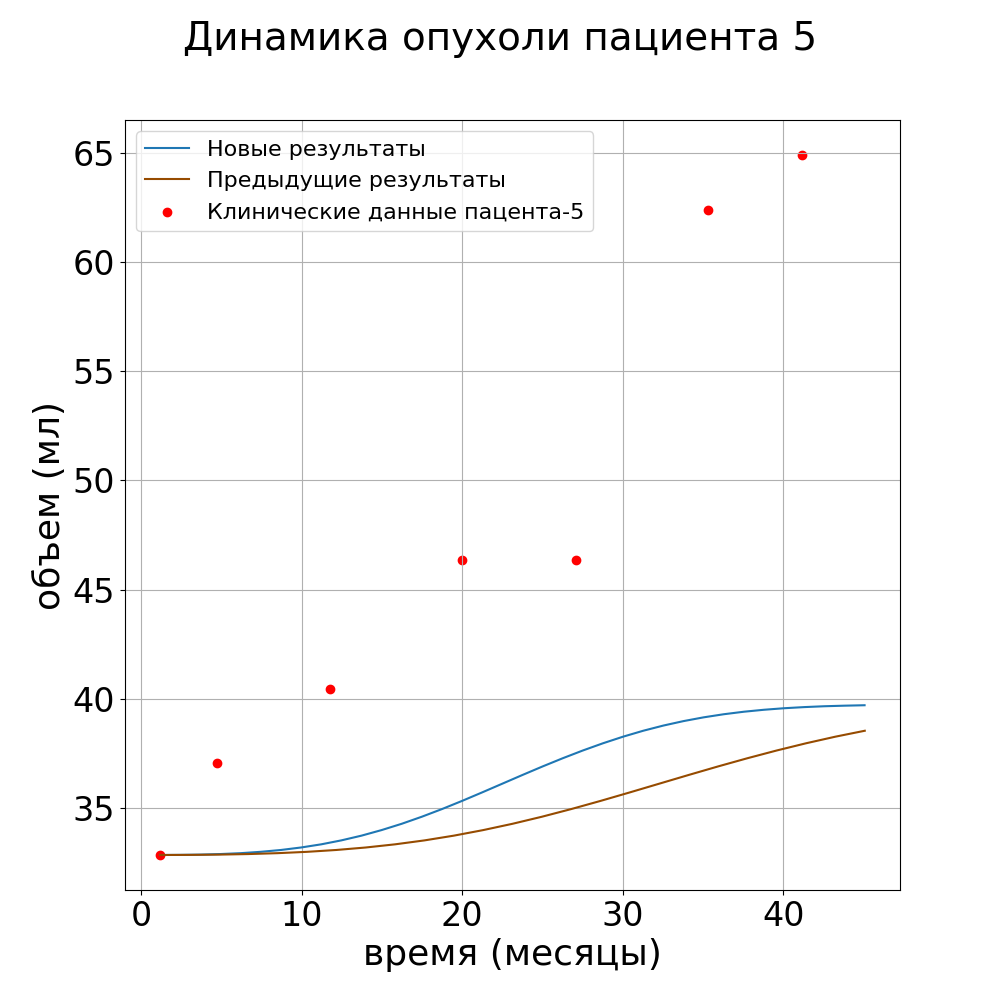 Динамика опухоли пациента 5
Новые результаты
Предыдущие результаты
Клинические данные пацента-5
объем (мл)
65
60
55
50
45
40
35
0 10 20 30 40
время (месяцы)